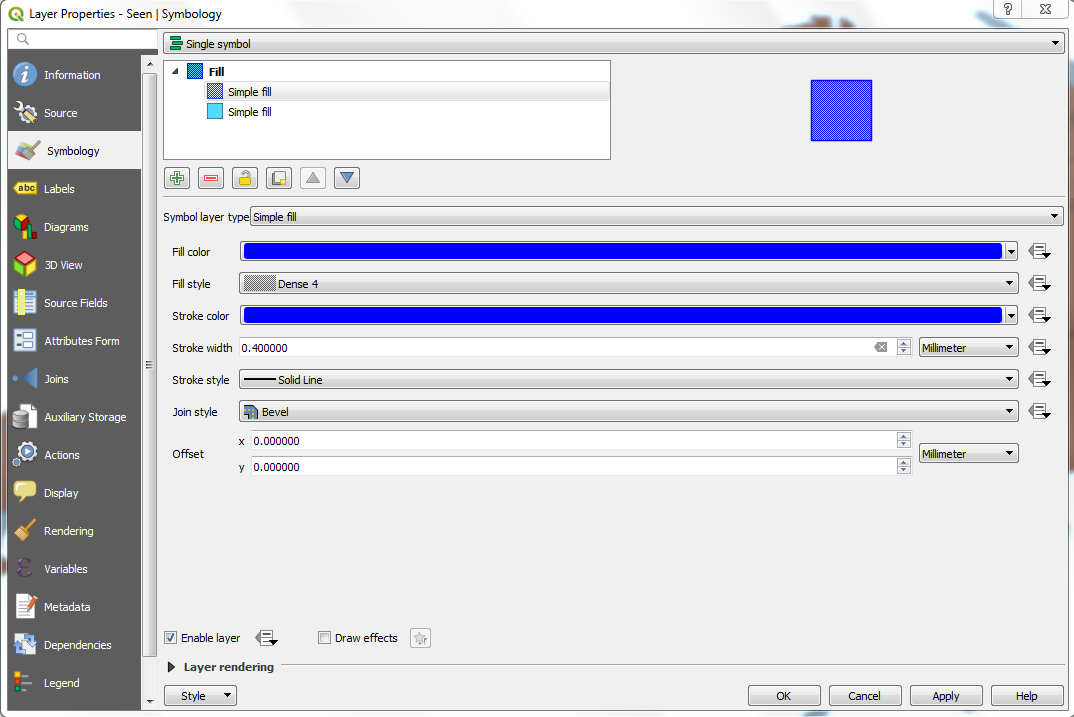 Layer Properties - Seen | Symbology
Information
Source
Symbology
abc Labels
Diagrams
3D View
Source Fields
Attributes Form
Joins
Auxiliary Storage
Actions
Display
Rendering
Variables
Metadata
Dependencies
Legend
Single symbol
Fill
Simple fill
Simple fill
Symbol layer type Simple fill
Fill color
Fill style Dense 4
Stroke color
Stroke width 0.400000 Millimeter
Stroke style Solid Line
Join style Bevel
x 0.000000
Offset Millimeter
y 0.000000
Enable layer Draw effects
Layer rendering
Style OK Cancel Apply Help